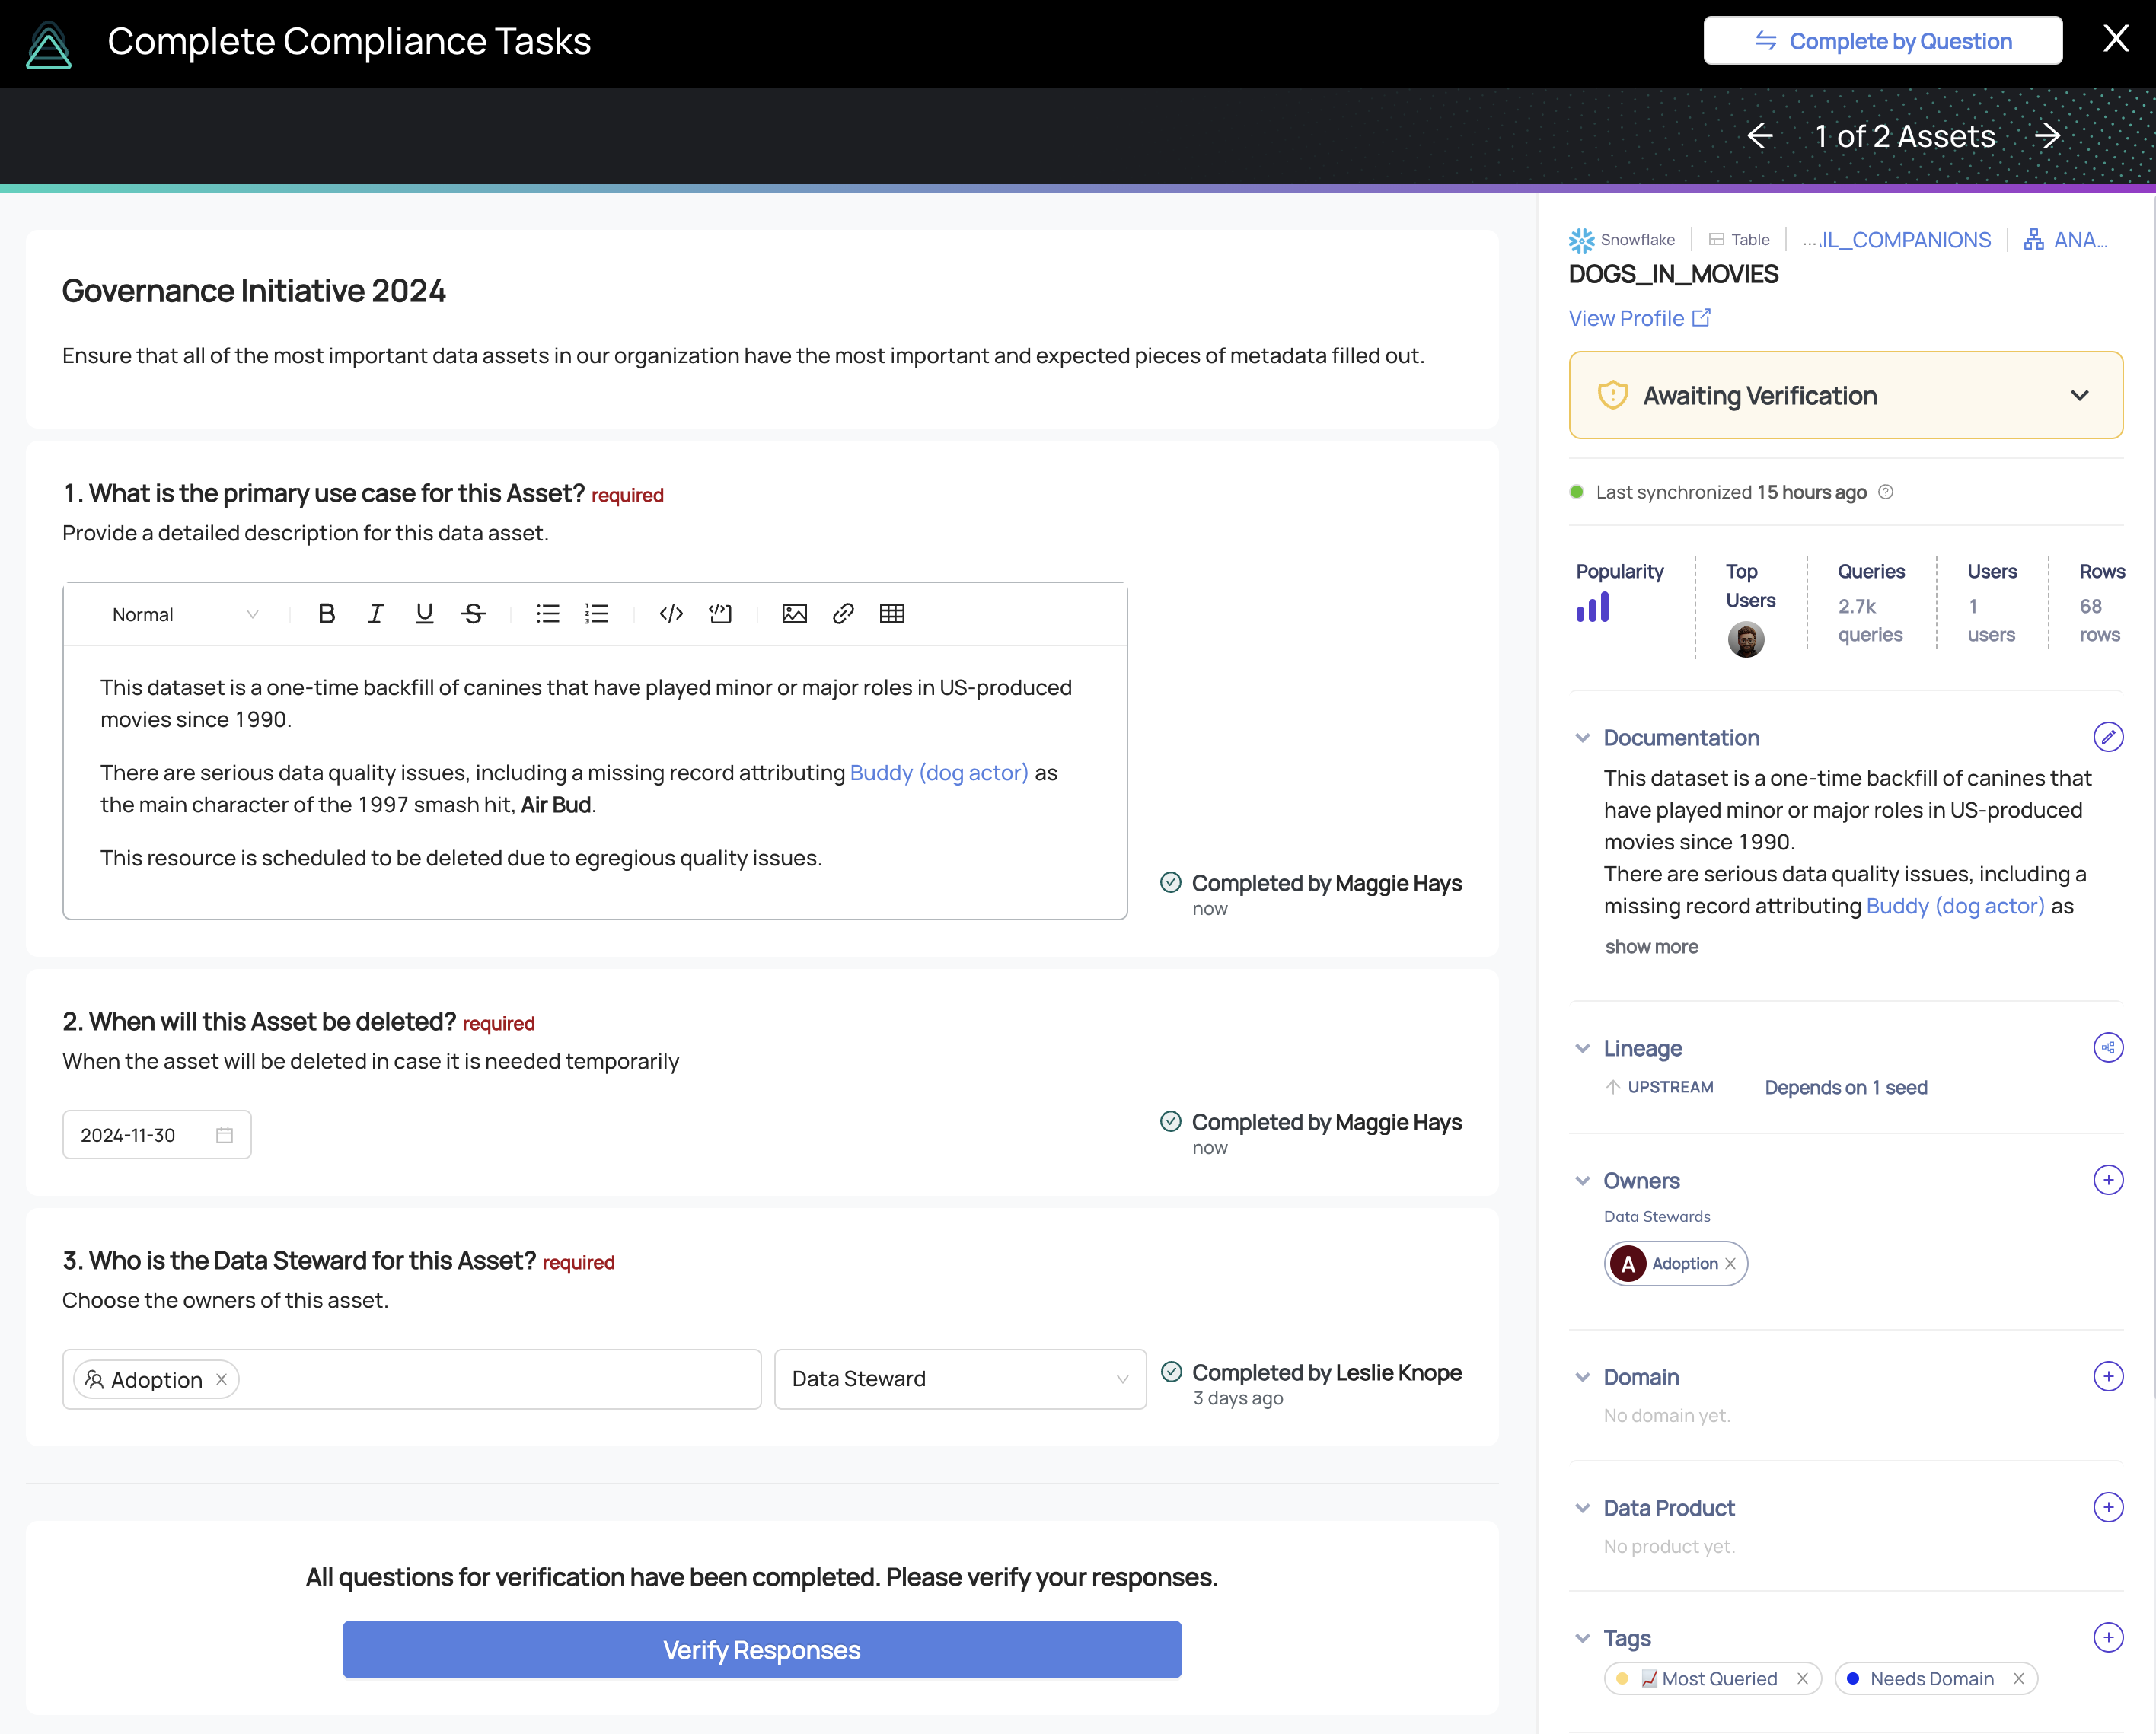 Complete Compliance Tasks
Complete by Question
1 of 2 Assets
Governance Initiative 2024
Ensure that all of the most important data assets in our organization have the most important and expected pieces of metadata filled out.
1. What is the primary use case for this Asset? required
Provide a detailed description for this data asset.
Normal
This dataset is a one-time backfill of canines that have played minor or major roles in US-produced
movies since 1990.
There are serious data quality issues, including a missing record attributing Buddy (dog actor) as
the main character of the 1997 smash hit, Air Bud.
This resource is scheduled to be deleted due to egregious quality issues.
Completed by Maggie Hays
now
2. When will this Asset be deleted? required
When the asset will be deleted in case it is needed temporarily
2024-11-30
Completed by Maggie Hays
now
3. Who is the Data Steward for this Asset? required
Choose the owners of this asset.
Adoption
Data Steward
Completed by Leslie Knope
3 days ago
All questions for verification have been completed. Please verify your responses.
Verify Responses
Snowflake Table ...IL_COMPANIONS ANA...
DOGS_IN_MOVIES
View Profile
Awaiting Verification
Last synchronized 15 hours ago
Popularity
Top
Users
Queries
2.7k
queries
Users
1
users
Rows
68
rows
Documentation
This dataset is a one-time backfill of canines that
have played minor or major roles in US-produced
movies since 1990.
There are serious data quality issues, including a
missing record attributing Buddy (dog actor) as
show more
Lineage
UPSTREAM Depends on 1 seed
Owners
Data Stewards
A Adoption
Domain
No domain yet.
Data Product
No product yet.
Tags
Most Queried
Needs Domain